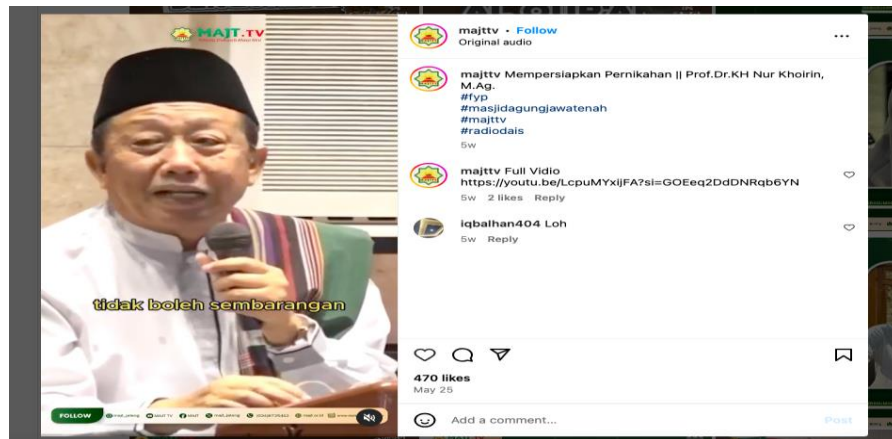 MAJT.TV
tidak boleh sembarangan
FOLLOW
majttv • Follow
Original audio
majttv Mempersiapkan Pernikahan || Prof.Dr.KH Nur Khoirin,
M.Ag.
#fyp
#masjidagungjawatenah
#majttv
#radiodais
5w
majttv Full Vidio
https://youtu.be/LcpuMYxijFA?si=GOEeq2DdDNRqb6YN
5w 2 likes Reply
iqbalhan404 Loh
5w Reply
470 likes
May 25
Add a comment...
Post